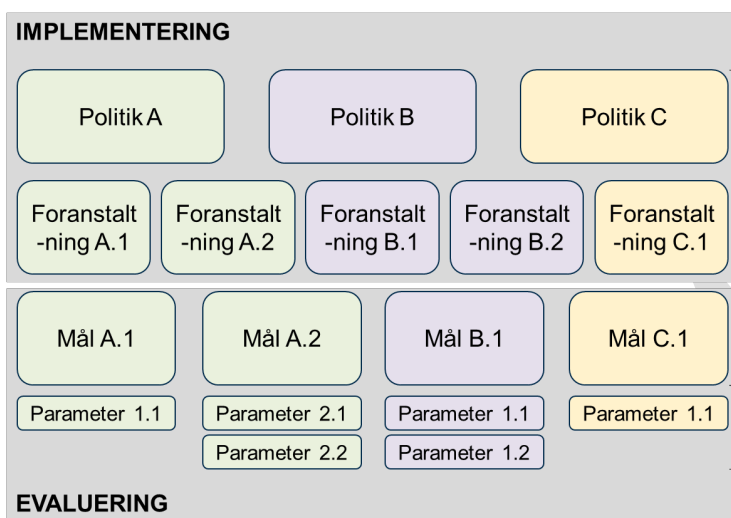 IMPLEMENTERING
Politik A
Politik B
Politik C
Foranstalt
-ning A.1
Foranstalt
-ning A.2
Foranstalt
-ning B.1
Foranstalt
-ning B.2
Foranstalt
-ning C.1
Mål A.1
Mål A.2
Mål B.1
Mål C.1
Parameter 1.1
Parameter 2.1
Parameter 1.1
Parameter 1.1
Parameter 2.2
Parameter 1.2
EVALUERING